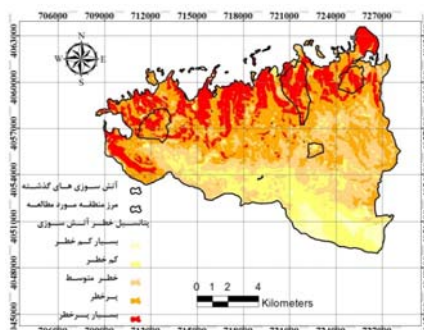 706000 709000 712000 715000 718000 721000 724000 727000
4063000
4060000
4057000
4054000
4051000
4048000
4045000
N
W E
S
آتش سوزی های گذشته
مرز منطقه مورد مطالعه
پتانسیل خطر آتش سوزی
بسیار کم خطر
کم خطر
خطر متوسط
پرخطر
بسیار پرخطر
0 1 2 4
Kilometers